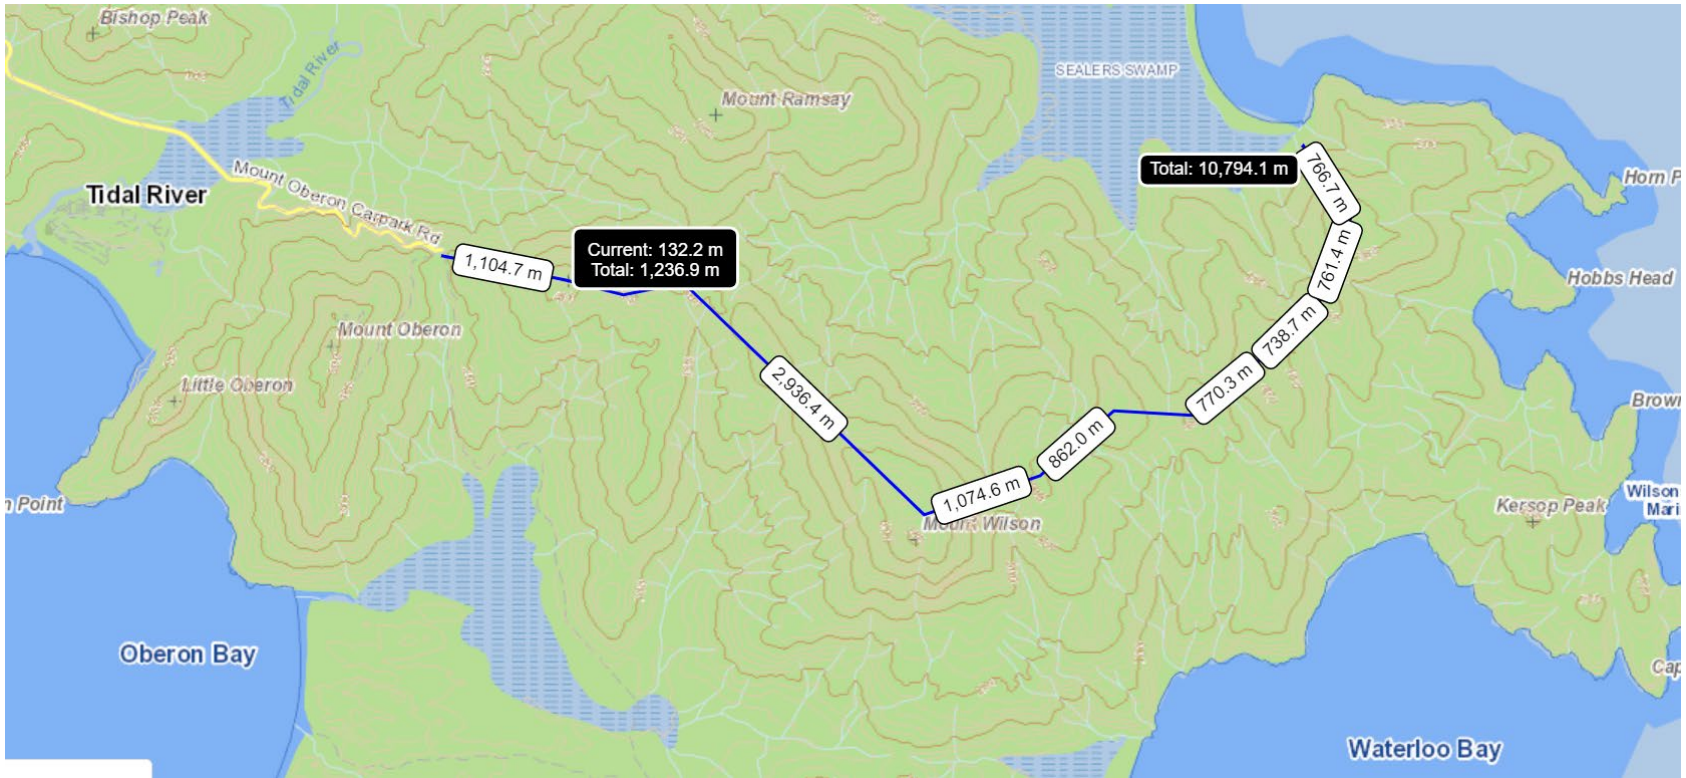 Bishop Peak
Tidal River
Mount Ramsay
SEALERS SWAMP
Total: 10,794.1 m
766.7 m
Horn P
Mount Oberon Carpark Rd
Tidal River
1,104.7 m
Current: 132.2 m
Total: 1,236.9 m
761.4 m
Hobbs Head
Mount Oberon
738.7 m
Little Oberon
2,936.4 m
770.3 m
Brown
862.0 m
n Point
1,074.6 m
Mount Wilson
Kersop Peak
Wilson
Mari
Oberon Bay
Cap
Waterloo Bay